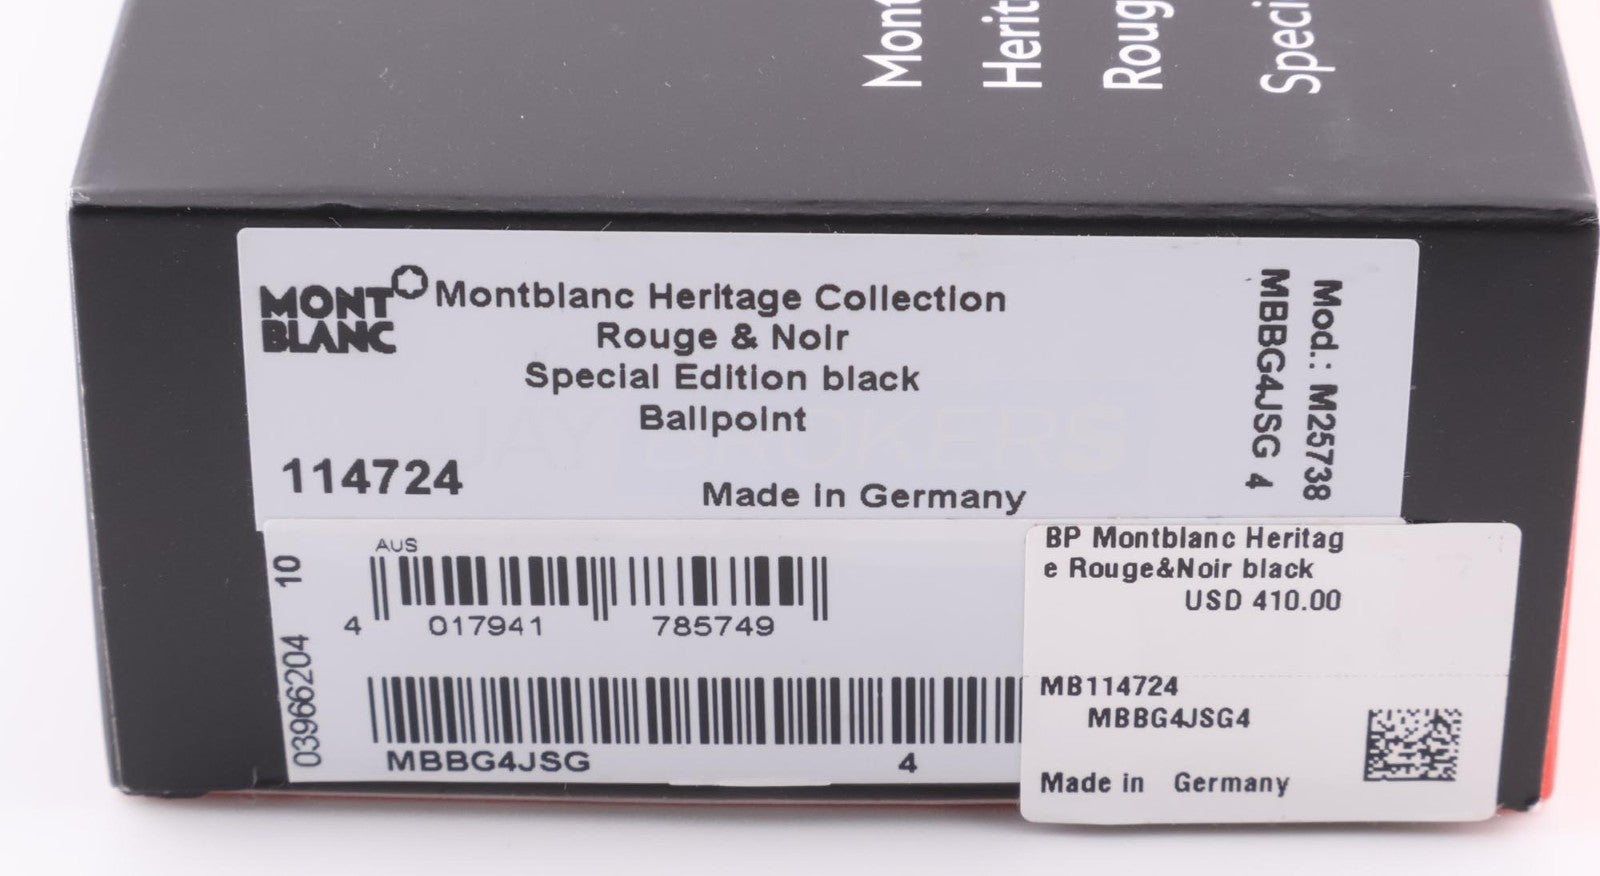 Mont
Herit
Roug
Speci
MONT
BLANC
Montblanc Heritage Collection
Rouge & Noir
Special Edition black
Ballpoint
114724
Made in Germany
Mod.: M25738
MBBG4JSG 4
10
03966204
AUS
4 017941 785749
MBBG4JSG 4
BP Montblanc Heritag
e Rouge&Noir black
USD 410.00
MB114724
MBBG4JSG4
Made in Germany
JAY BROKERS